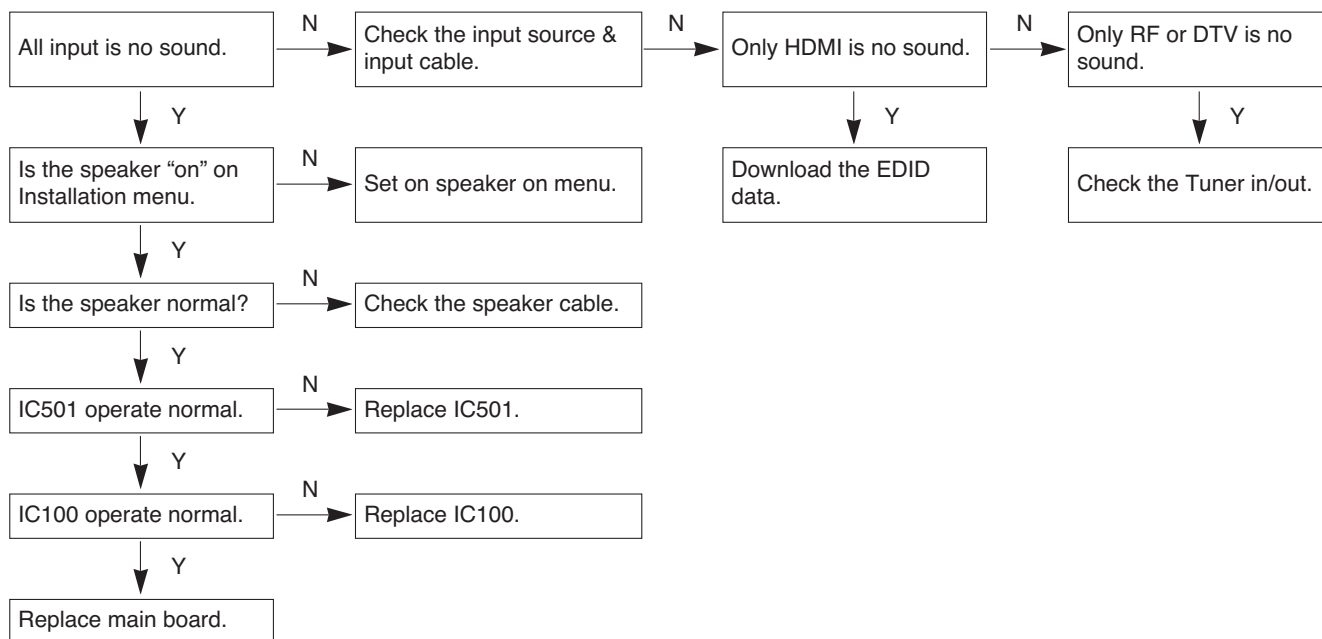 All input is no sound.
N
Check the input source &
input cable.
N
Only HDMI is no sound.
N
Only RF or DTV is no
sound.
Y
Y
Y
Is the speaker “on” on
Installation menu.
N
Set on speaker on menu.
Download the EDID
data.
Check the Tuner in/out.
Y
Is the speaker normal?
N
Check the speaker cable.
Y
IC501 operate normal.
N
Replace IC501.
Y
IC100 operate normal.
N
Replace IC100.
Y
Replace main board.